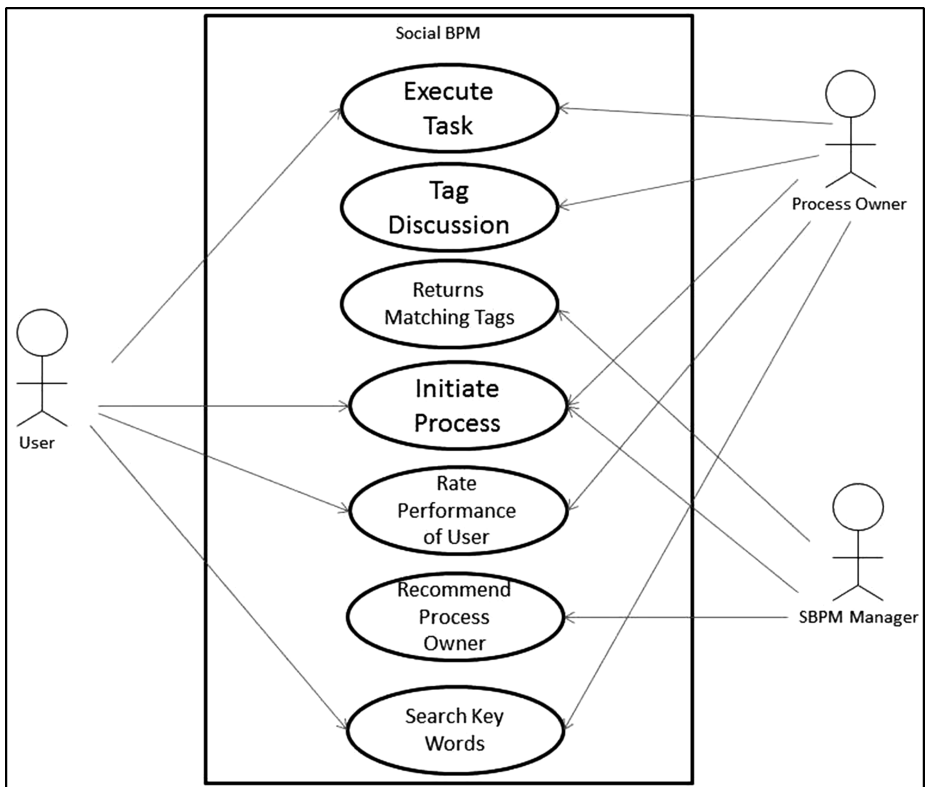 Social BPM
Execute
Task
Tag
Discussion
Returns
Matching Tags
Initiate
Process
Rate
Performance
of User
Recommend
Process
Owner
Search Key
Words
User
Process Owner
SBPM Manager